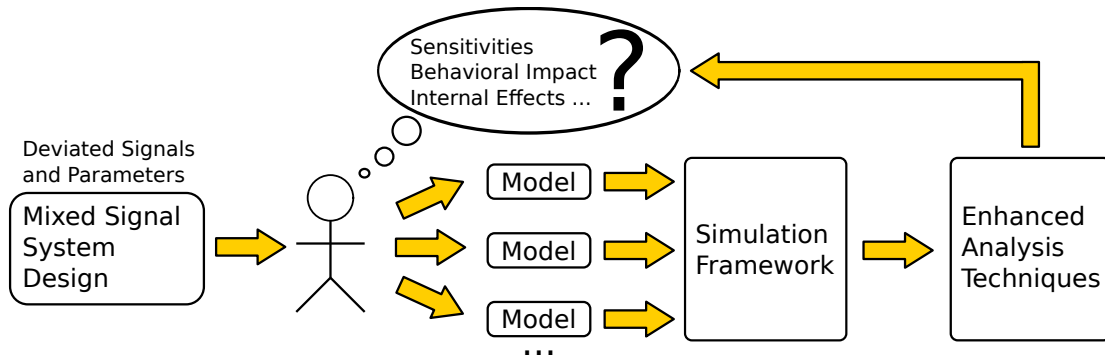 Sensitivities
Behavioral Impact
Internal Effects ...
?
Deviated Signals
and Parameters
Mixed Signal
System
Design
Model
Model
Model
...
Simulation
Framework
Enhanced
Analysis
Techniques